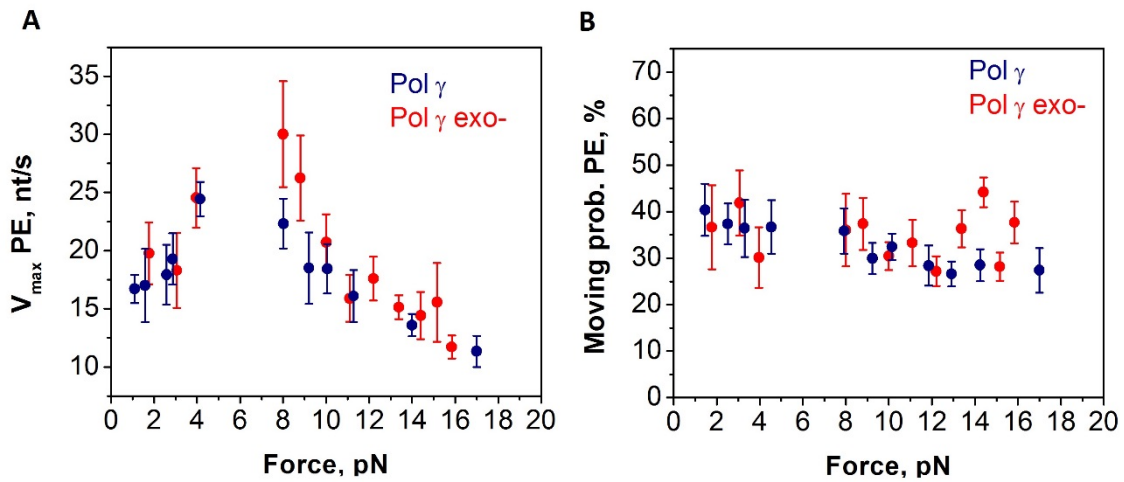 A
V_max PE, nt/s
35
30
25
20
15
10
Pol γ
Pol γ exo-
0 2 4 6 8 10 12 14 16 18 20
Force, pN
B
Moving prob. PE, %
70
60
50
40
30
20
10
0
Pol γ
Pol γ exo-
0 2 4 6 8 10 12 14 16 18 20
Force, pN